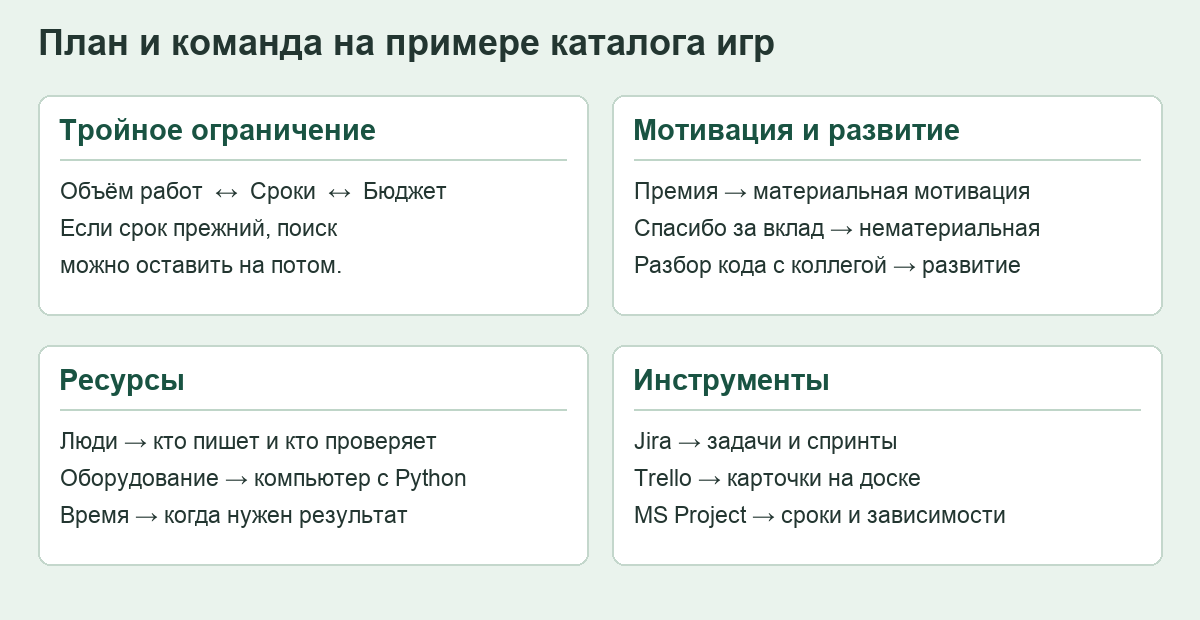 План и команда на примере каталога игр
Тройное ограничение
Объём работ ↔ Сроки ↔ Бюджет
Если срок прежний, поиск
можно оставить на потом.
Мотивация и развитие
Премия → материальная мотивация
Спасибо за вклад → нематериальная
Разбор кода с коллегой → развитие
Ресурсы
Люди → кто пишет и кто проверяет
Оборудование → компьютер с Python
Время → когда нужен результат
Инструменты
Jira → задачи и спринты
Trello → карточки на доске
MS Project → сроки и зависимости